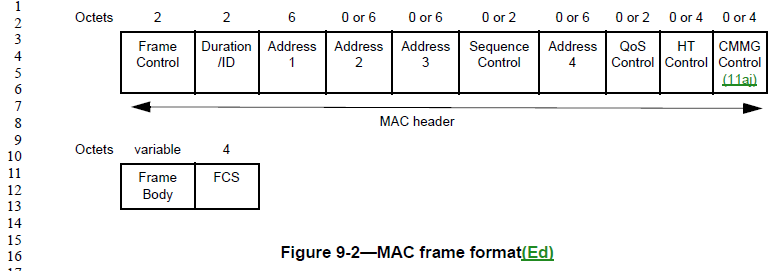 1
2
3
4
5
6
7
8
9
10
11
12
13
14
15
16
Octets 2 2 6 0 or 6 0 or 6 0 or 2 0 or 6 0 or 2 0 or 4 0 or 4
Frame Duration Address Address Address Sequence Address QoS HT CMMG
Control /ID 1 2 3 Control 4 Control Control Control
(11aj)
MAC header
Octets variable 4
Frame FCS
Body
Figure 9-2—MAC frame format(Ed)